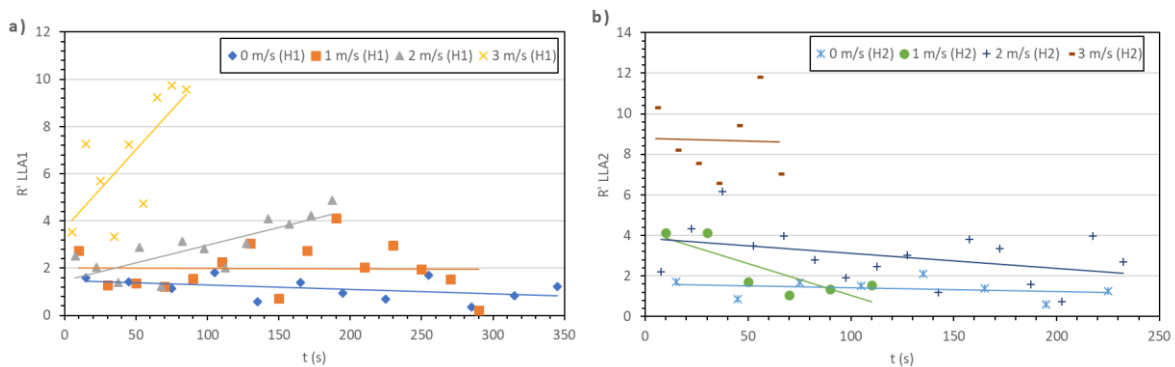 a)
12
10
8
6
4
2
0
R' LLA1
0 m/s (H1) 1 m/s (H1) 2 m/s (H1) 3 m/s (H1)
0 50 100 150 200 250 300 350
t (s)
b)
14
12
10
8
6
4
2
0
R' LLA2
0 m/s (H2) 1 m/s (H2) 2 m/s (H2) 3 m/s (H2)
0 50 100 150 200 250
t (s)